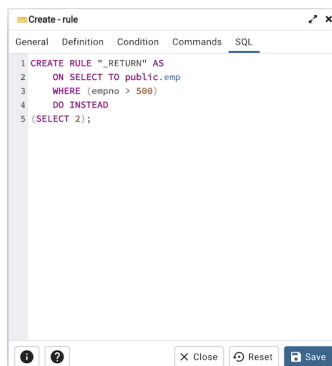 Create - rule
General Definition Condition Commands SQL
1 CREATE RULE "_RETURN" AS
2 ON SELECT TO public.emp
3 WHERE (empno > 500)
4 DO INSTEAD
5 (SELECT 2);
Close Reset Save